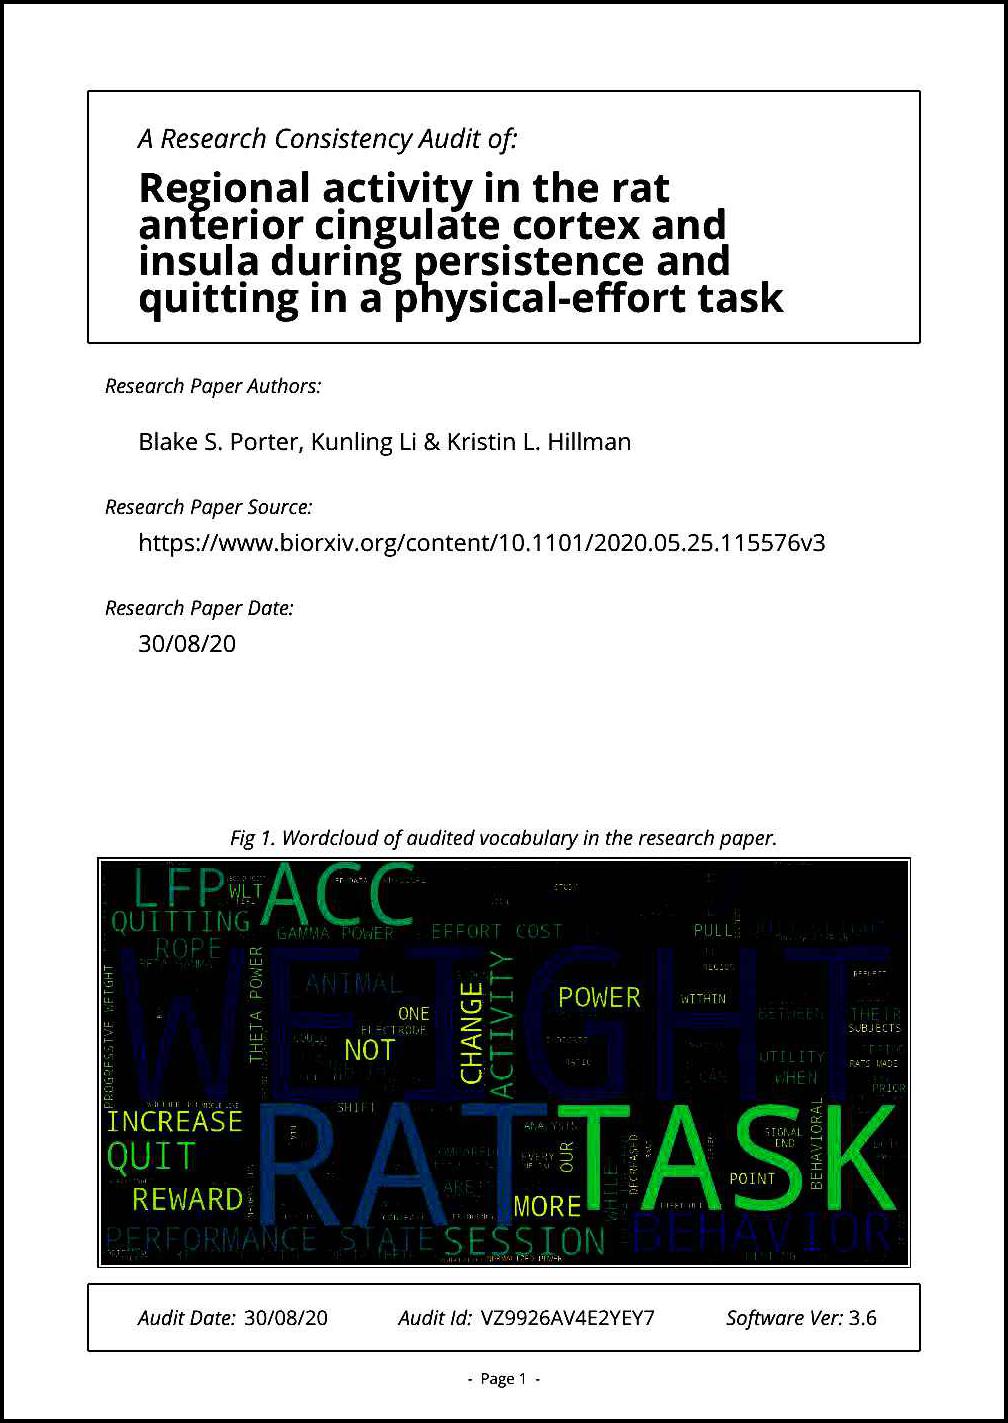 A Research Consistency Audit of:
Regional activity in the rat
anterior cingulate cortex and
insula during persistence and
quitting in a physical-effort task
Research Paper Authors:
Blake S. Porter, Kunling Li & Kristin L. Hillman
Research Paper Source:
https://www.biorxiv.org/content/10.1101/2020.05.25.115576v3
Research Paper Date:
30/08/20
Fig 1. Wordcloud of audited vocabulary in the research paper.
LFP
WLT
ACC
QUITTING
GAMMA POWER
EFFORT COST
PULL
ROPE
WEIGHT
PROGRESSIVE WEIGHT
THETA POWER
ANIMAL
ONE
ELECTRODE
NOT
CHANGE
ACTIVITY
POWER
REGION
WITHIN
BETWEEN
THEIR
SUBJECTS
UTILITY
WHEN
CAN
RATS MADE
PRIOR
INCREASE
QUIT
REWARD
SHIFT
RAT
TASK
ANALYSIS
EVERY
OUR
ARE
MORE
WHILE
DECREASED
SIGNAL
END
POINT
BEHAVIORAL
PERFORMANCE STATE
SESSION
BEHAVIOR
NORMALIZED POWER
Audit Date: 30/08/20 Audit Id: VZ9926AV4E2YEY7 Software Ver: 3.6
- Page 1 -